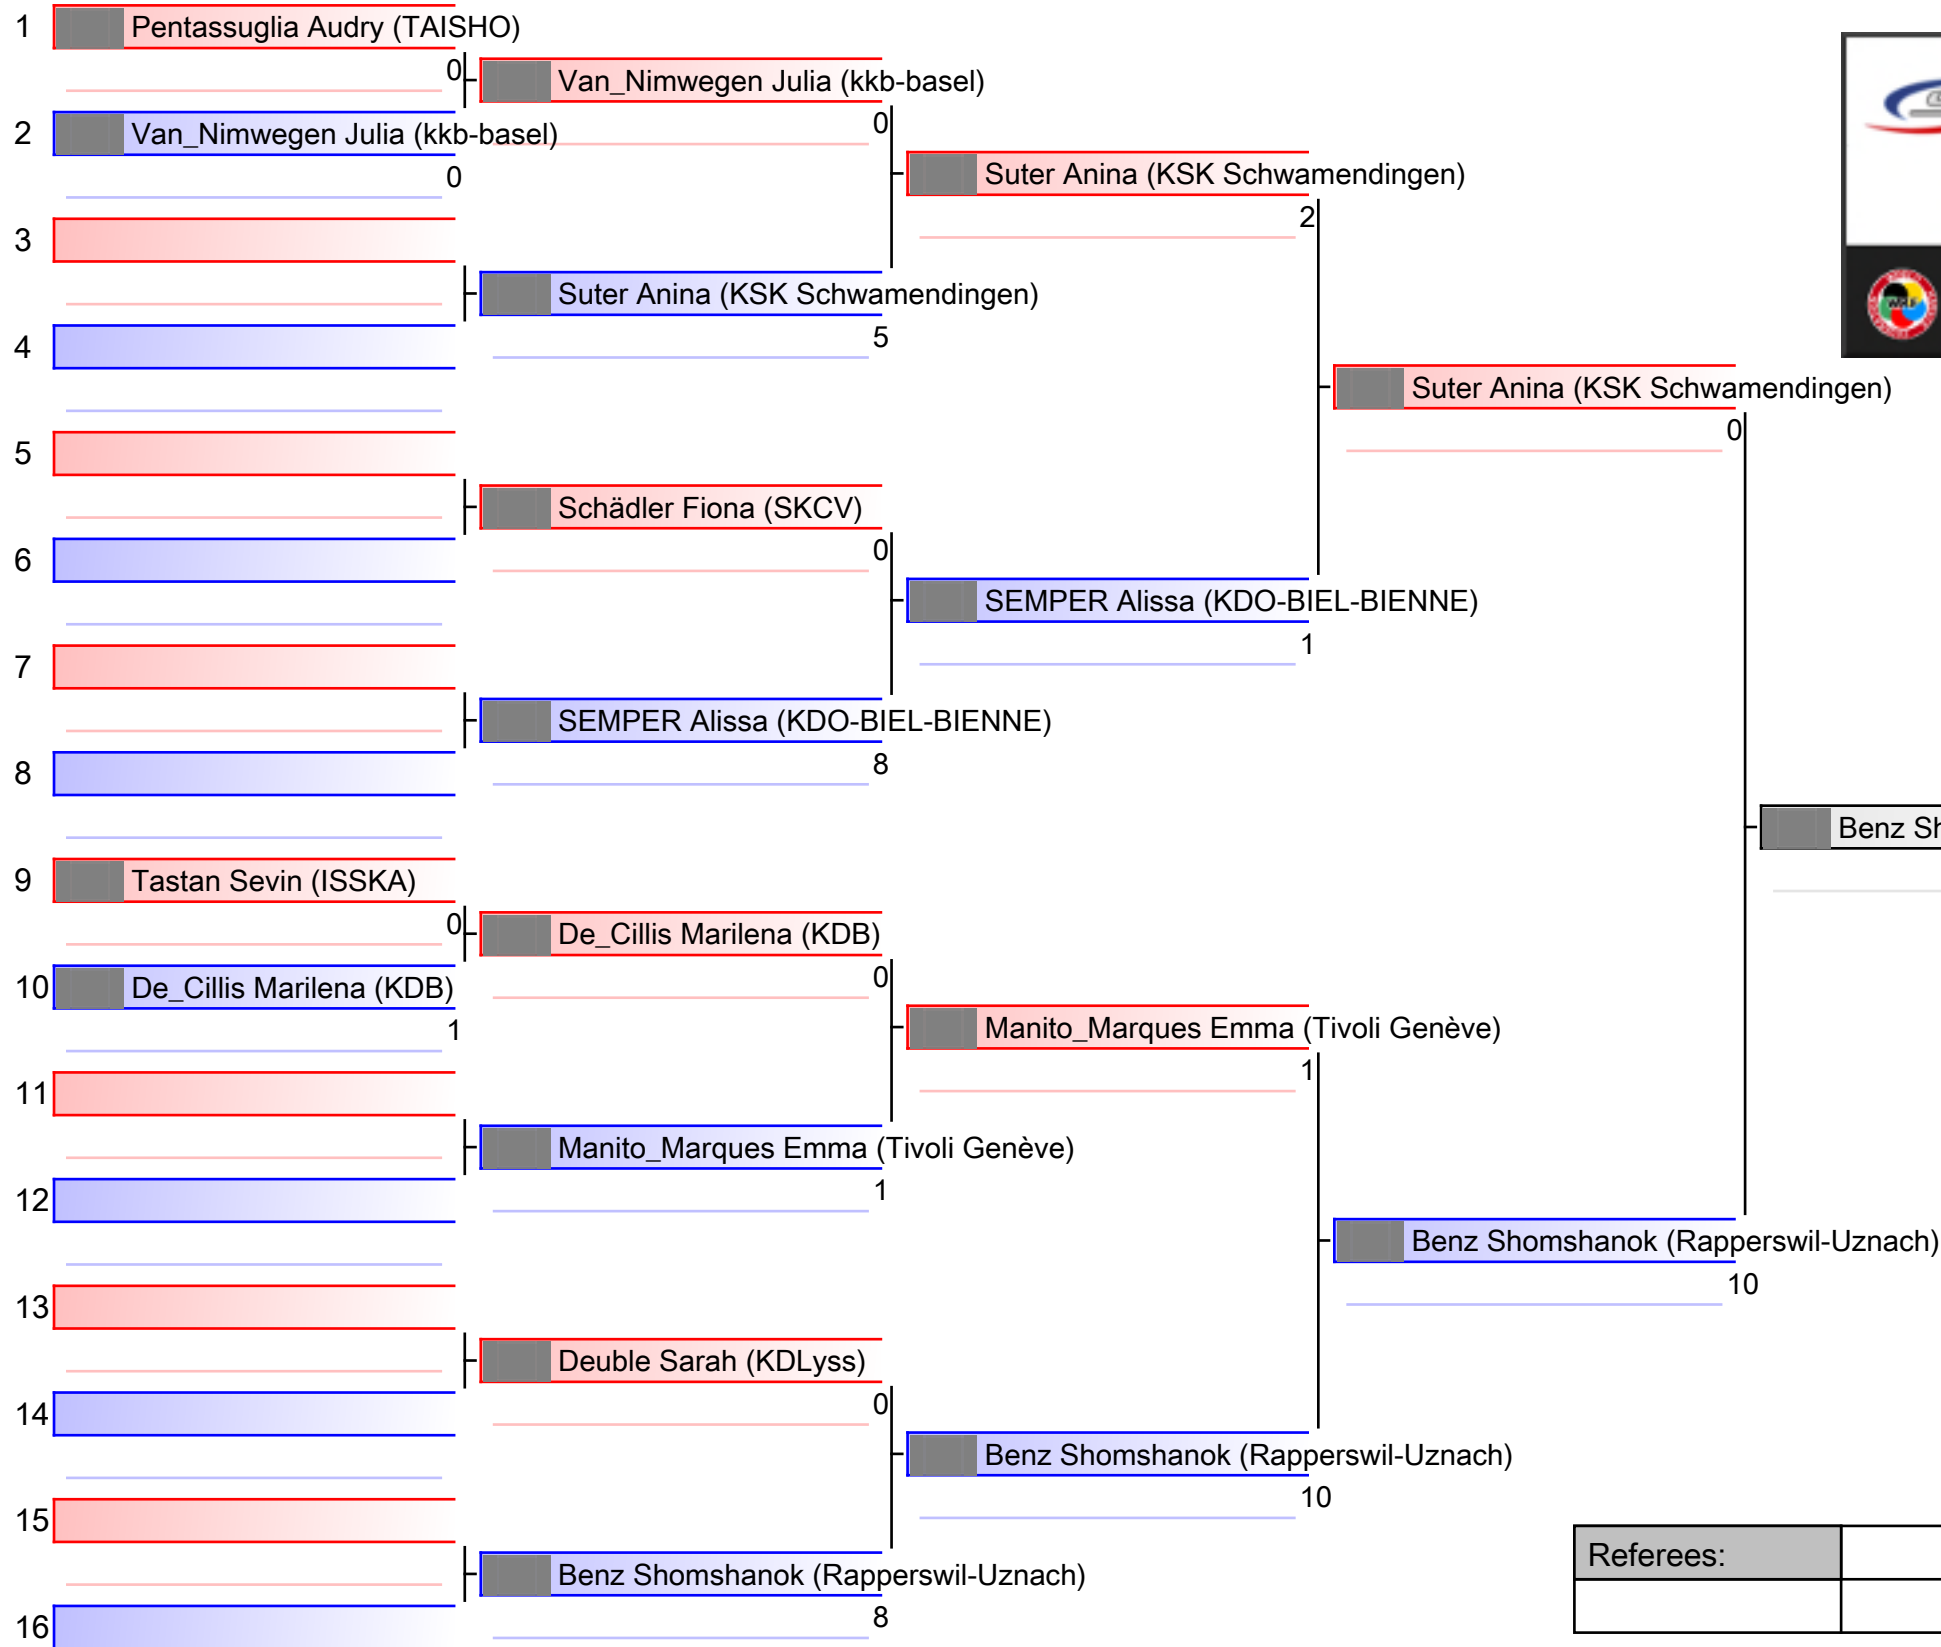 1 Pentassuglia Audry (TAISHO)
0
Van_Nimwegen Julia (kkb-basel)
0
2 Van_Nimwegen Julia (kkb-basel)
0
Suter Anina (KSK Schwamendingen)
2
3
Suter Anina (KSK Schwamendingen)
5
4
Suter Anina (KSK Schwamendingen)
0
5
Schädler Fiona (SKCV)
0
6
SEMPER Alissa (KDO-BIEL-BIENNE)
1
7
SEMPER Alissa (KDO-BIEL-BIENNE)
8
8
Benz Sh
9 Tastan Sevin (ISSKA)
0
De_Cillis Marilena (KDB)
0
10 De_Cillis Marilena (KDB)
1
Manito_Marques Emma (Tivoli Genève)
1
11
Manito_Marques Emma (Tivoli Genève)
1
12
Benz Shomshanok (Rapperswil-Uznach)
10
13
Deuble Sarah (KDLyss)
0
14
Benz Shomshanok (Rapperswil-Uznach)
10
15
Benz Shomshanok (Rapperswil-Uznach)
8
16
Referees:
WKF